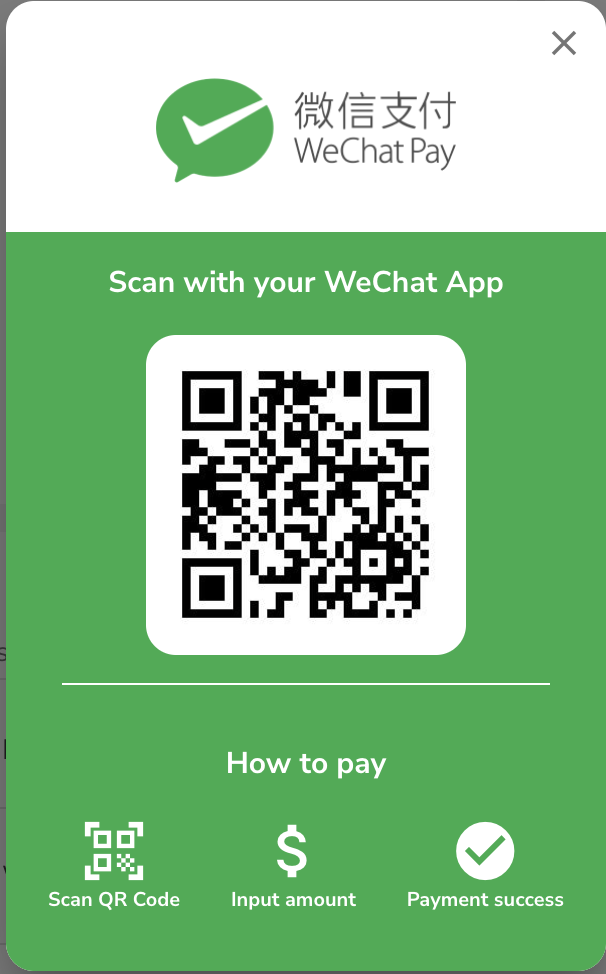 微信支付
WeChat Pay
Scan with your WeChat App
How to pay
Scan QR Code
Input amount
Payment success